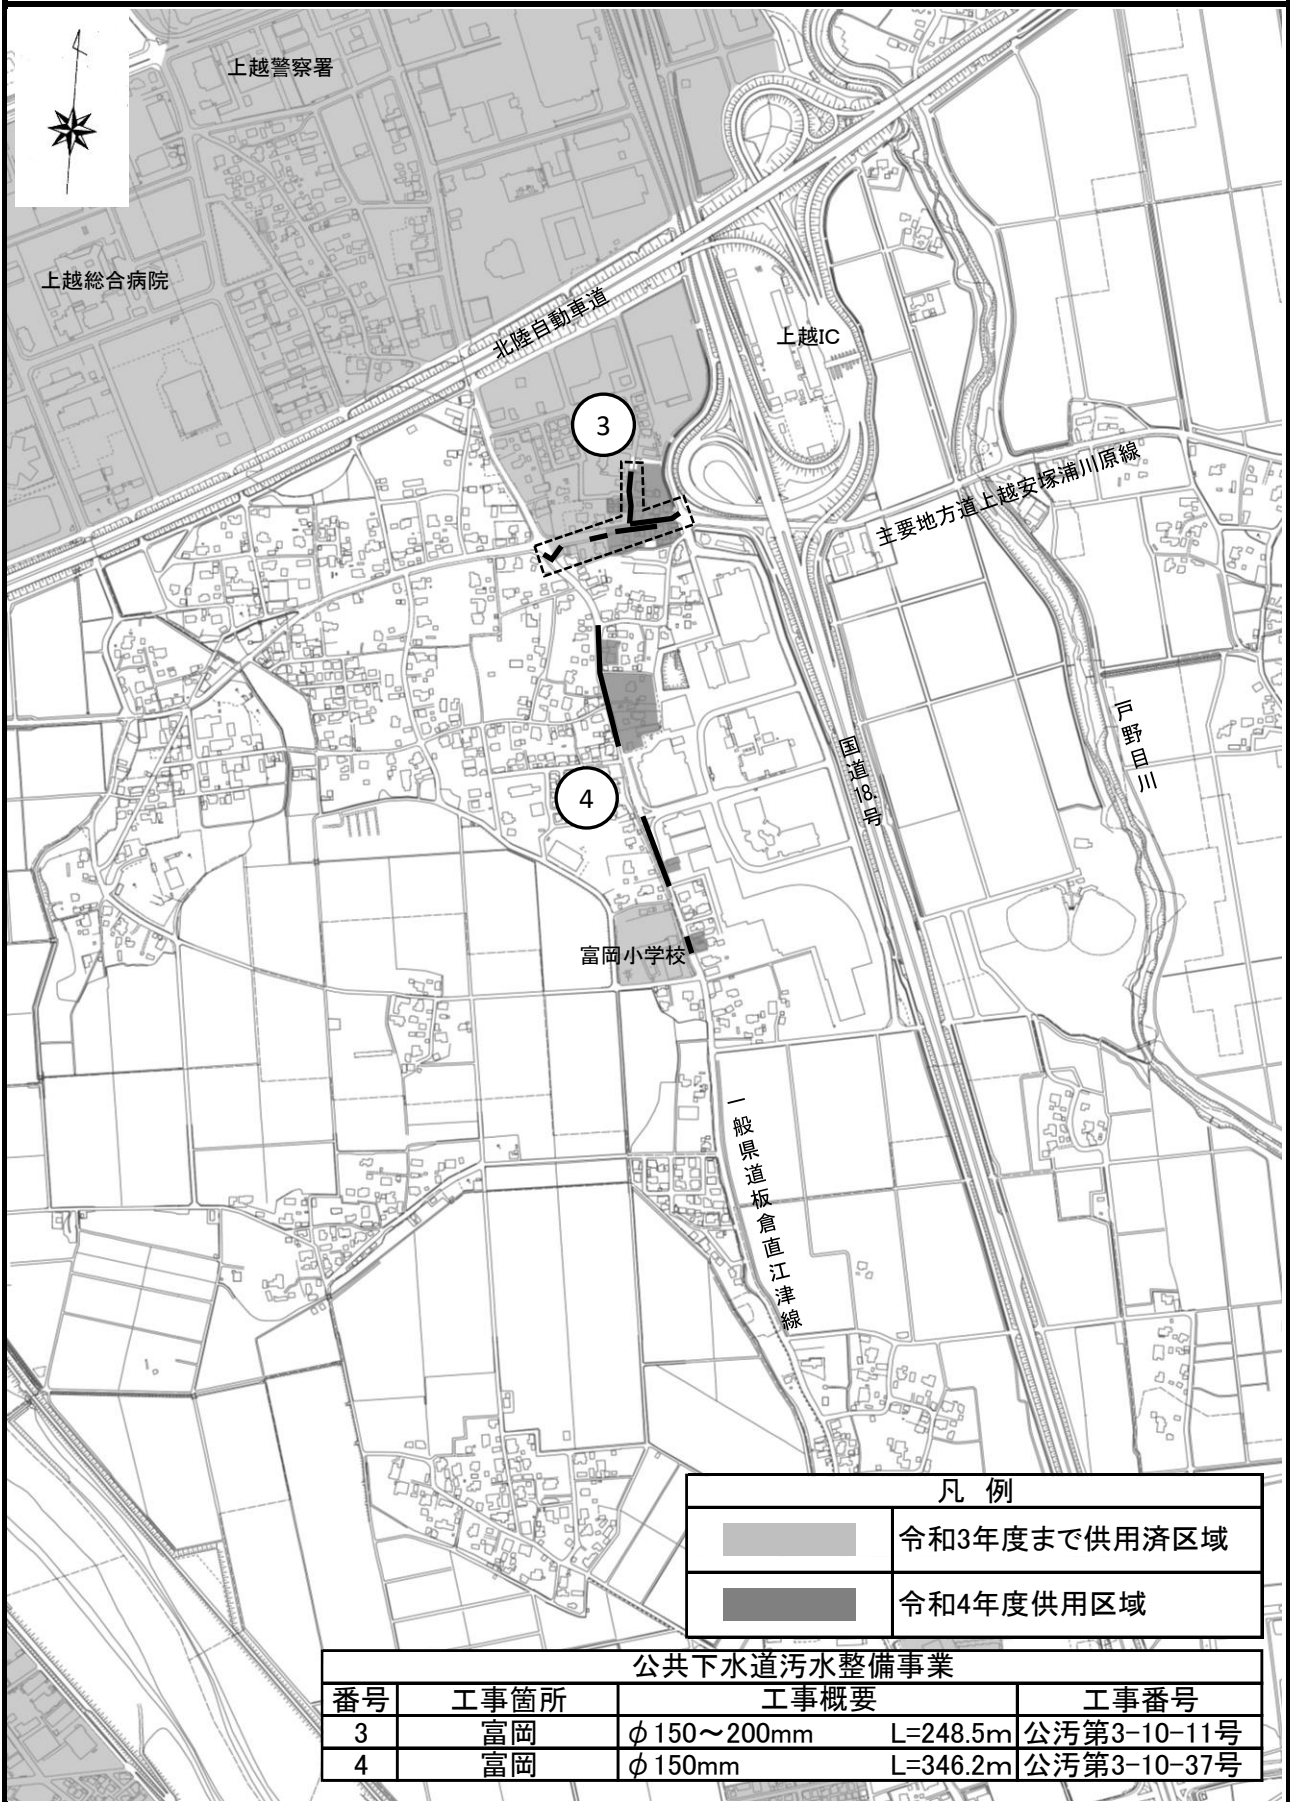 上越警察署
上越総合病院
北陸自動車道
上越IC
3
主要地方道上越安塚浦川原線
戸野目川
国道18号
4
富岡小学校
一般県道板倉直江津線
凡 例
令和3年度まで供用済区域
令和4年度供用区域
公共下水道汚水整備事業
番号 工事箇所 工事概要 工事番号
3 富岡 φ150～200mm L=248.5m 公汚第3-10-11号
4 富岡 φ150mm L=346.2m 公汚第3-10-37号